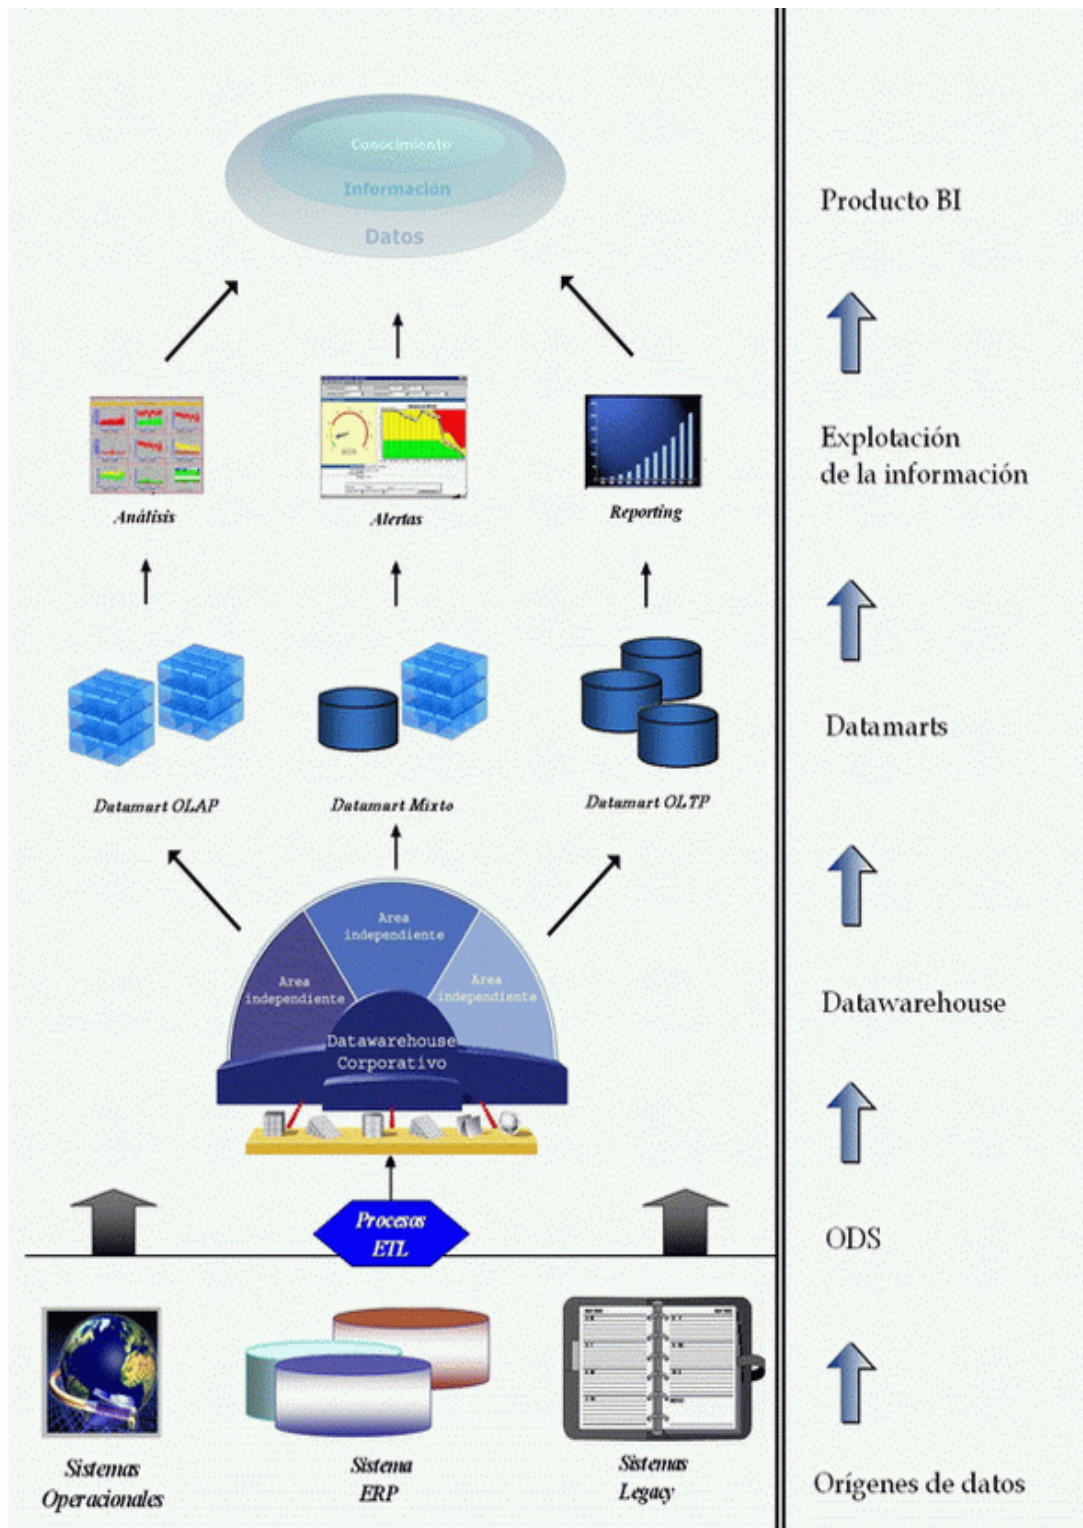 Conocimiento
Información
Datos
Producto BI
Análisis
Alertas
Reporting
Explotación
de la información
Datamart OLAP
Datamart Mixto
Datamart OLTP
Datamarts
Area
independiente
Area
independiente
Area
independiente
Datawarehouse
Corporativo
Datawarehouse
Procesos
ETL
ODS
Sistemas
Operacionales
Sistema
ERP
Sistemas
Legacy
Orígenes de datos